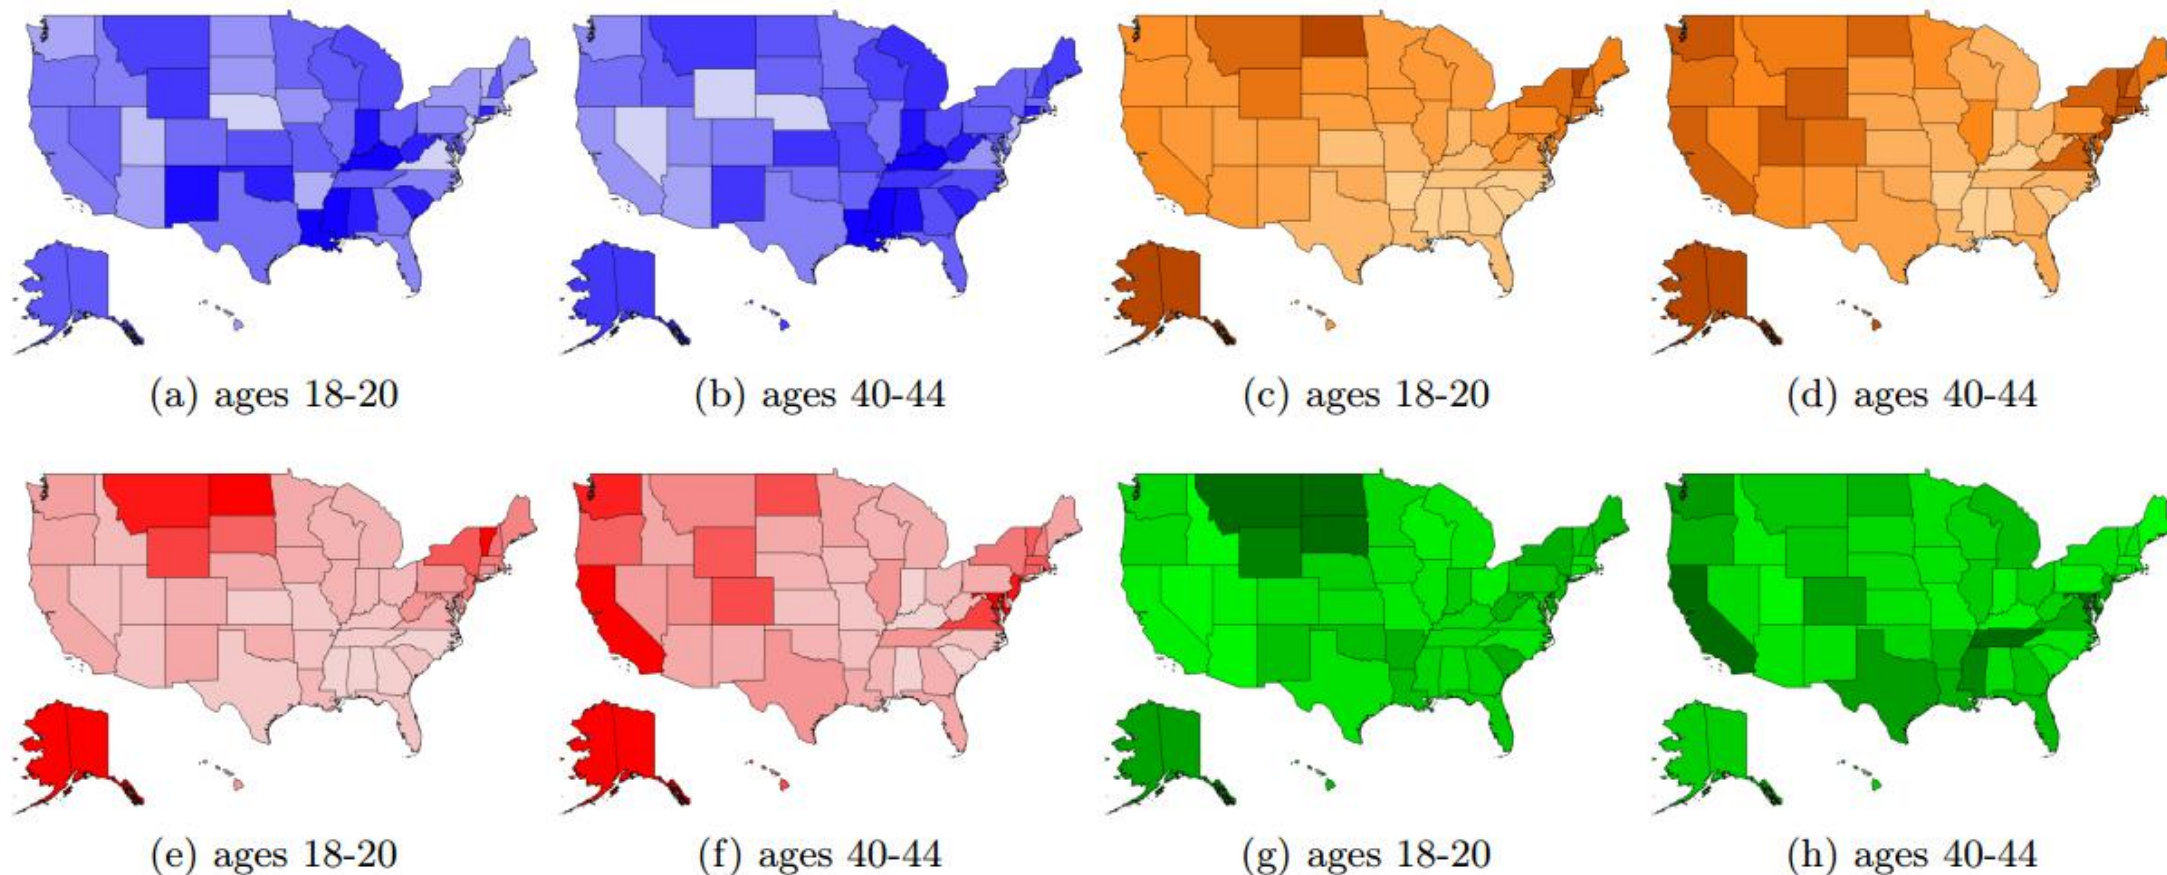 (a) ages 18-20
(b) ages 40-44
(c) ages 18-20
(d) ages 40-44
(e) ages 18-20
(f) ages 40-44
(g) ages 18-20
(h) ages 40-44